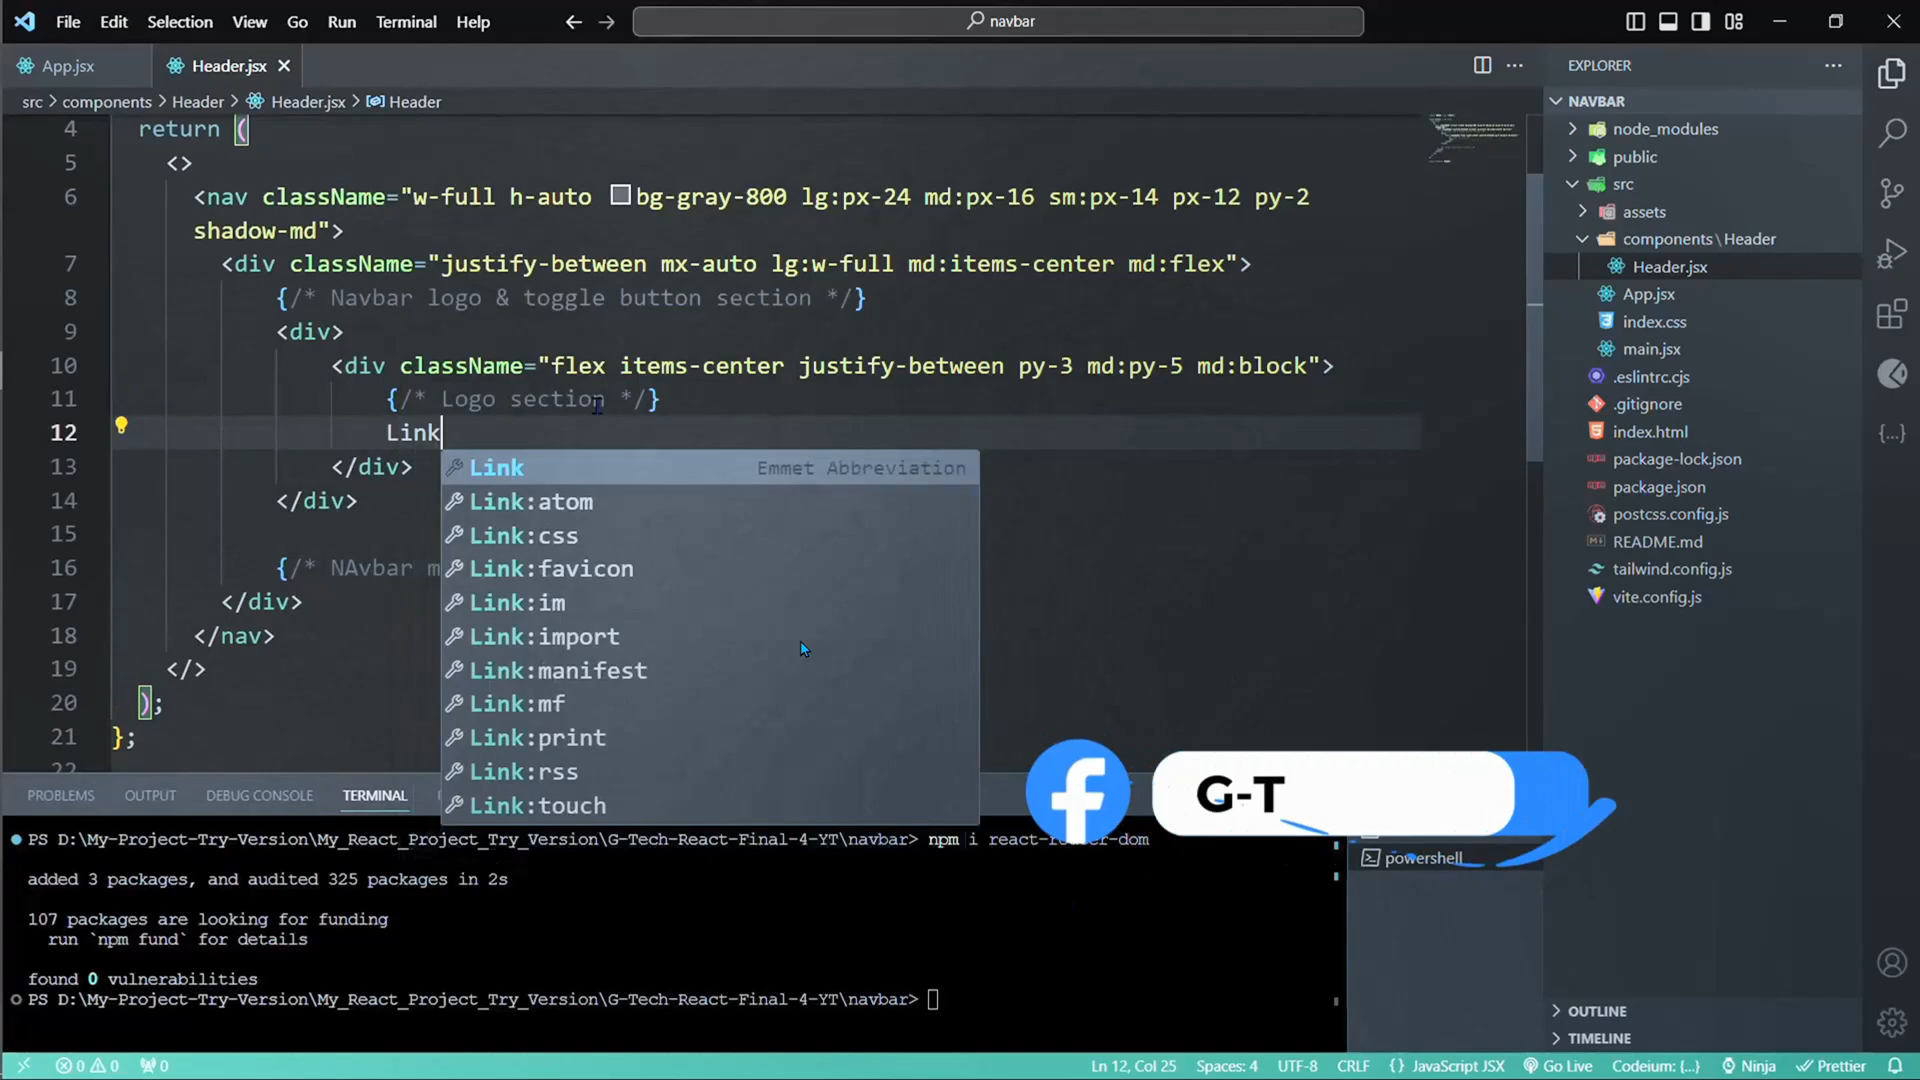 File Edit Selection View Go Run Terminal Help
navbar
App.jsx
Header.jsx
src > components > Header > Header.jsx > Header
4 return (
5 <>
6 <nav className="w-full h-auto bg-gray-800 lg:px-24 md:px-16 sm:px-14 px-12 py-2
shadow-md">
7 <div className="justify-between mx-auto lg:w-full md:items-center md:flex">
8 {/* Navbar logo & toggle button section */}
9 <div>
10 <div className="flex items-center justify-between py-3 md:py-5 md:block">
11 {/* Logo section */}
12 Link
13 </div>
14 </div>
15
16 {/* NAvbar m
17 </div>
18 </nav>
19 </>
20 );
21 };
22
Link Emmet Abbreviation
Link:atom
Link:css
Link:favicon
Link:im
Link:import
Link:manifest
Link:mf
Link:print
Link:rss
Link:touch
EXPLORER
NAVBAR
node_modules
public
src
assets
components\Header
Header.jsx
App.jsx
index.css
main.jsx
.eslintrc.cjs
.gitignore
index.html
package-lock.json
package.json
postcss.config.js
README.md
tailwind.config.js
vite.config.js
OUTLINE
TIMELINE
PROBLEMS OUTPUT DEBUG CONSOLE TERMINAL
PS D:\My-Project-Try-Version\My_React_Project_Try_Version\G-Tech-React-Final-4-YT\navbar> npm i react-router-dom
added 3 packages, and audited 325 packages in 2s
107 packages are looking for funding
run `npm fund` for details
found 0 vulnerabilities
PS D:\My-Project-Try-Version\My_React_Project_Try_Version\G-Tech-React-Final-4-YT\navbar>
powershell
G-T
0 0 0
Ln 12, Col 25 Spaces: 4 UTF-8 CRLF {} JavaScript JSX Go Live Codeium: {...} Ninja Prettier